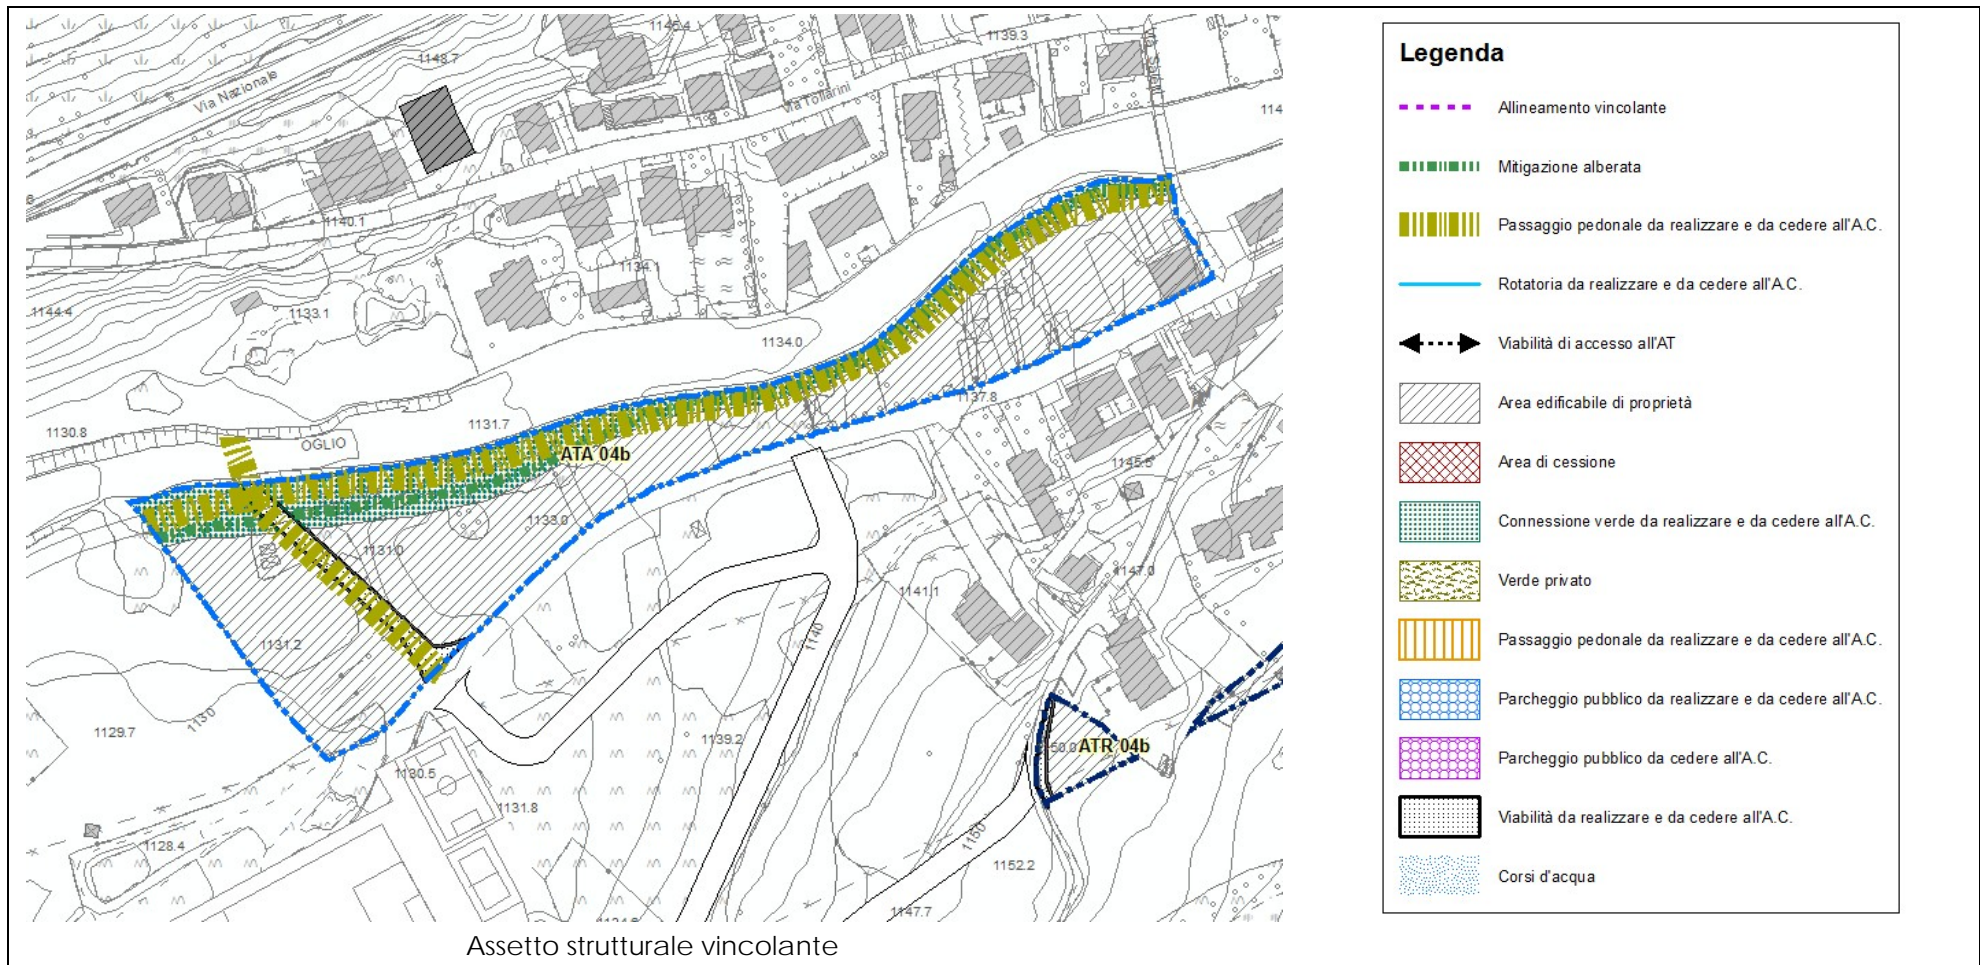 1145.4
1139.3
1148.7
Via Nazionale
Via Tollarini
114
1140.1
1134.1
1144.4
1133.1
1134.0
1137.8
1130.8
1131.7
OGLIO
ATA 04b
1145.5
1133.0
1131.0
1147.0
1141.1
1131.2
1140
1130
1129.7
1139.2
50.0
ATR 04b
1130.5
1131.8
1128.4
1150
1152.2
1147.7
Assetto strutturale vincolante
Legenda
Allineamento vincolante
Mitigazione alberata
Passaggio pedonale da realizzare e da cedere all'A.C.
Rotatoria da realizzare e da cedere all'A.C.
Viabilità di accesso all'AT
Area edificabile di proprietà
Area di cessione
Connessione verde da realizzare e da cedere all'A.C.
Verde privato
Passaggio pedonale da realizzare e da cedere all'A.C.
Parcheggio pubblico da realizzare e da cedere all'A.C.
Parcheggio pubblico da cedere all'A.C.
Viabilità da realizzare e da cedere all'A.C.
Corsi d'acqua